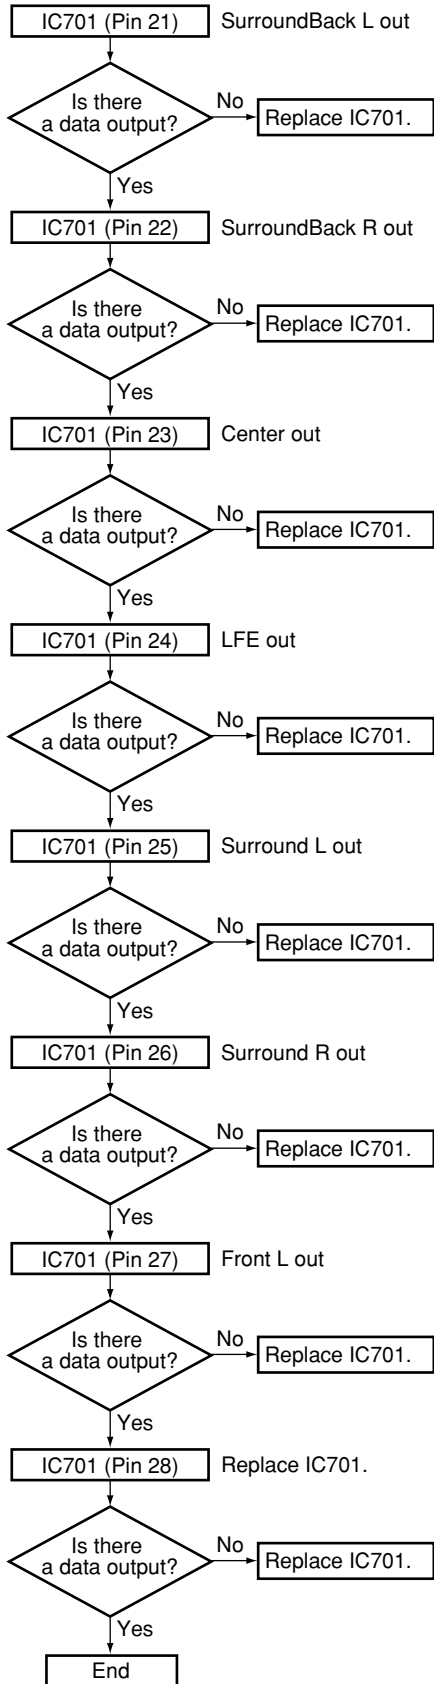 IC701 (Pin 21) SurroundBack L out
Is there
a data output?
No
Replace IC701.
Yes
IC701 (Pin 22) SurroundBack R out
Is there
a data output?
No
Replace IC701.
Yes
IC701 (Pin 23) Center out
Is there
a data output?
No
Replace IC701.
Yes
IC701 (Pin 24) LFE out
Is there
a data output?
No
Replace IC701.
Yes
IC701 (Pin 25) Surround L out
Is there
a data output?
No
Replace IC701.
Yes
IC701 (Pin 26) Surround R out
Is there
a data output?
No
Replace IC701.
Yes
IC701 (Pin 27) Front L out
Is there
a data output?
No
Replace IC701.
Yes
IC701 (Pin 28) Replace IC701.
Is there
a data output?
No
Replace IC701.
Yes
End